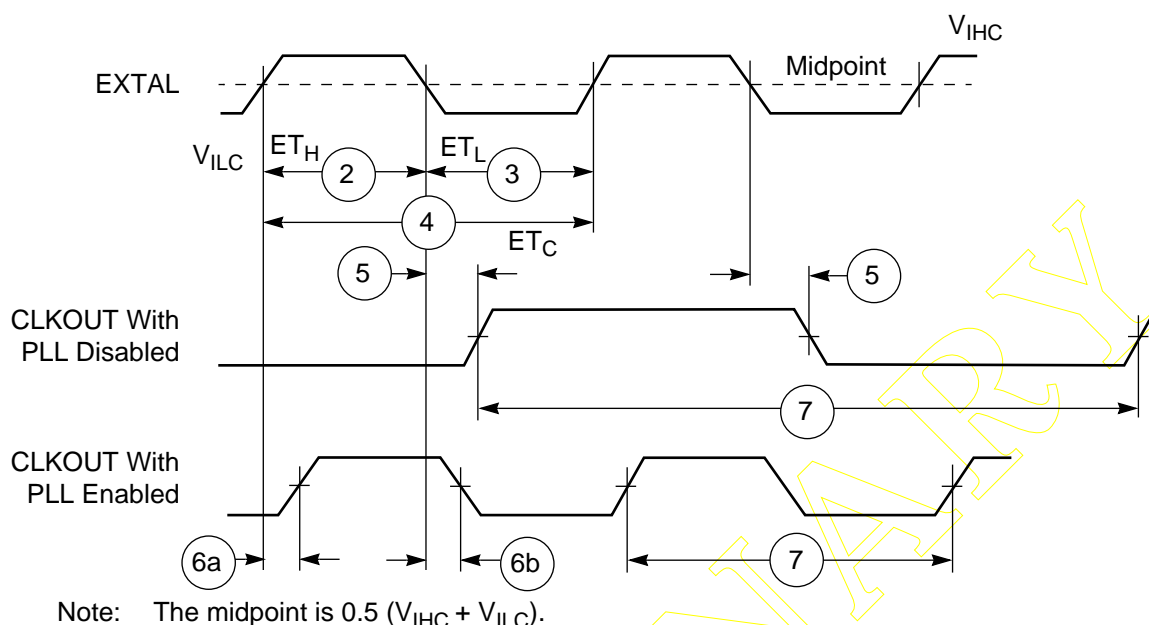 V_IHC
EXTAL
Midpoint
V_ILC
ET_H
ET_L
2
3
4
ET_C
5
5
CLKOUT With
PLL Disabled
7
CLKOUT With
PLL Enabled
6a
6b
7
Note: The midpoint is 0.5 (V_IHC + V_ILC).
NARY